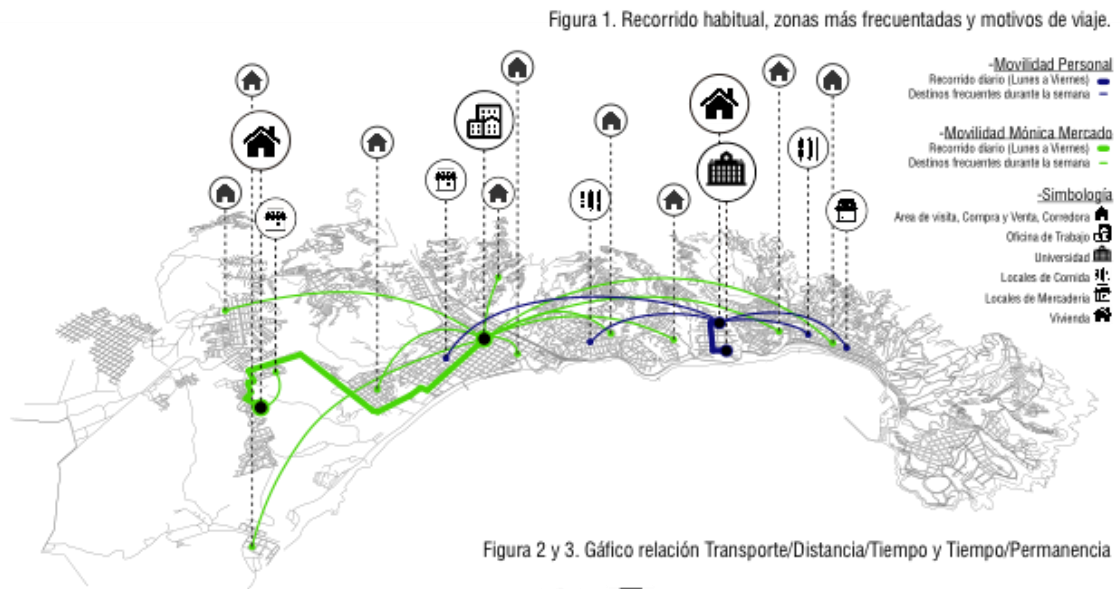 Figura 1. Recorrido habitual, zonas más frecuentadas y motivos de viaje.
-Movilidad Personal
Recorrido diario (Lunes a Viernes)
Destinos frecuentes durante la semana
-Movilidad Mónica Mercado
Recorrido diario (Lunes a Viernes)
Destinos frecuentes durante la semana
-Simbología
Area de visita, Compra y Venta, Corredora
Oficina de Trabajo
Universidad
Locales de Comida
Locales de Mercadería
Vivienda
Figura 2 y 3. Gáfico relación Transporte/Distancia/Tiempo y Tiempo/Permanencia